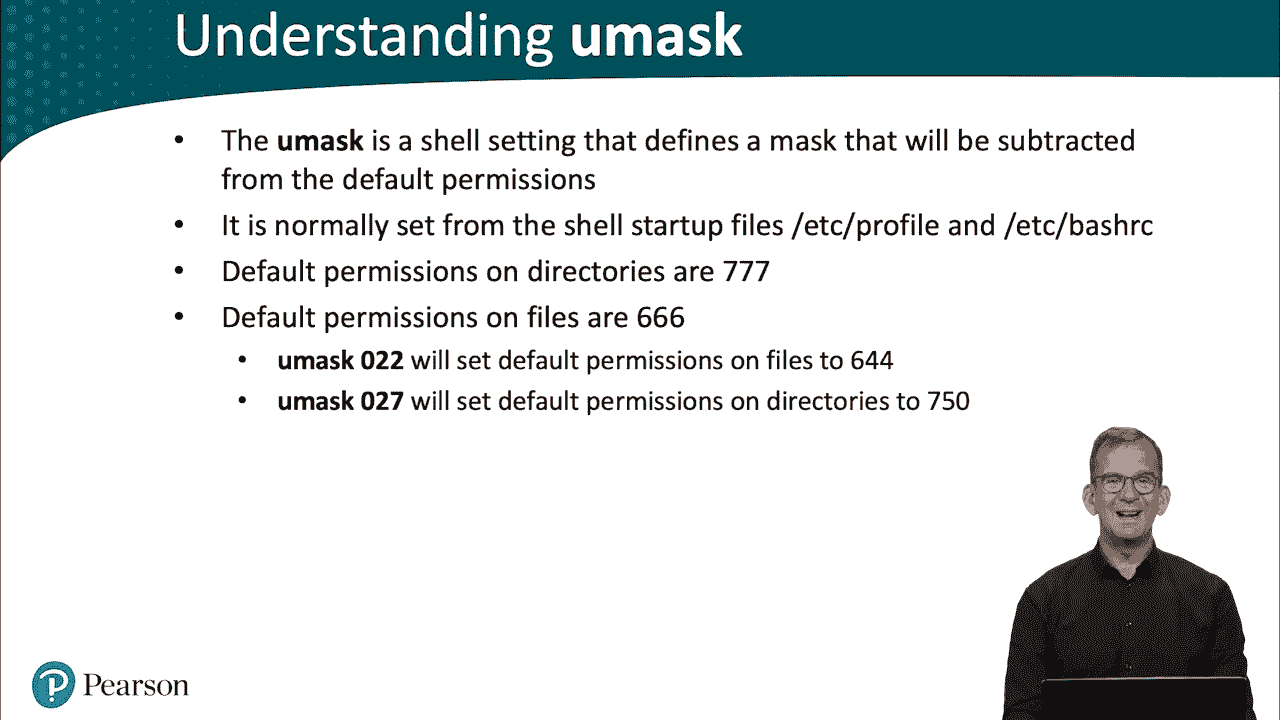 Understanding umask
• The umask is a shell setting that defines a mask that will be subtracted
from the default permissions
• It is normally set from the shell startup files /etc/profile and /etc/bashrc
• Default permissions on directories are 777
• Default permissions on files are 666
• umask 022 will set default permissions on files to 644
• umask 027 will set default permissions on directories to 750
Pearson